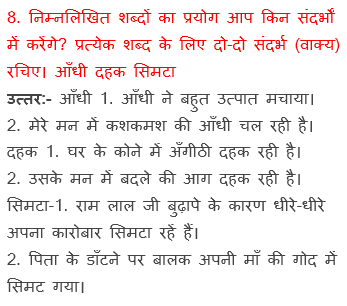 8. निम्नलिखित शब्दों का प्रयोग आप किन संदर्भों
में करेंगे? प्रत्येक शब्द के लिए दो-दो संदर्भ (वाक्य)
रचिए। आँधी दहक सिमटा
उत्तर:- आँधी 1. आँधी ने बहुत उत्पात मचाया।
2. मेरे मन में कशकमश की आँधी चल रही है।
दहक 1. घर के कोने में अँगीठी दहक रही है।
2. उसके मन में बदले की आग दहक रही है।
सिमटा-1. राम लाल जी बुढ़ापे के कारण धीरे-धीरे
अपना कारोबार सिमटा रहें हैं।
2. पिता के डाँटने पर बालक अपनी माँ की गोद में
सिमट गया।